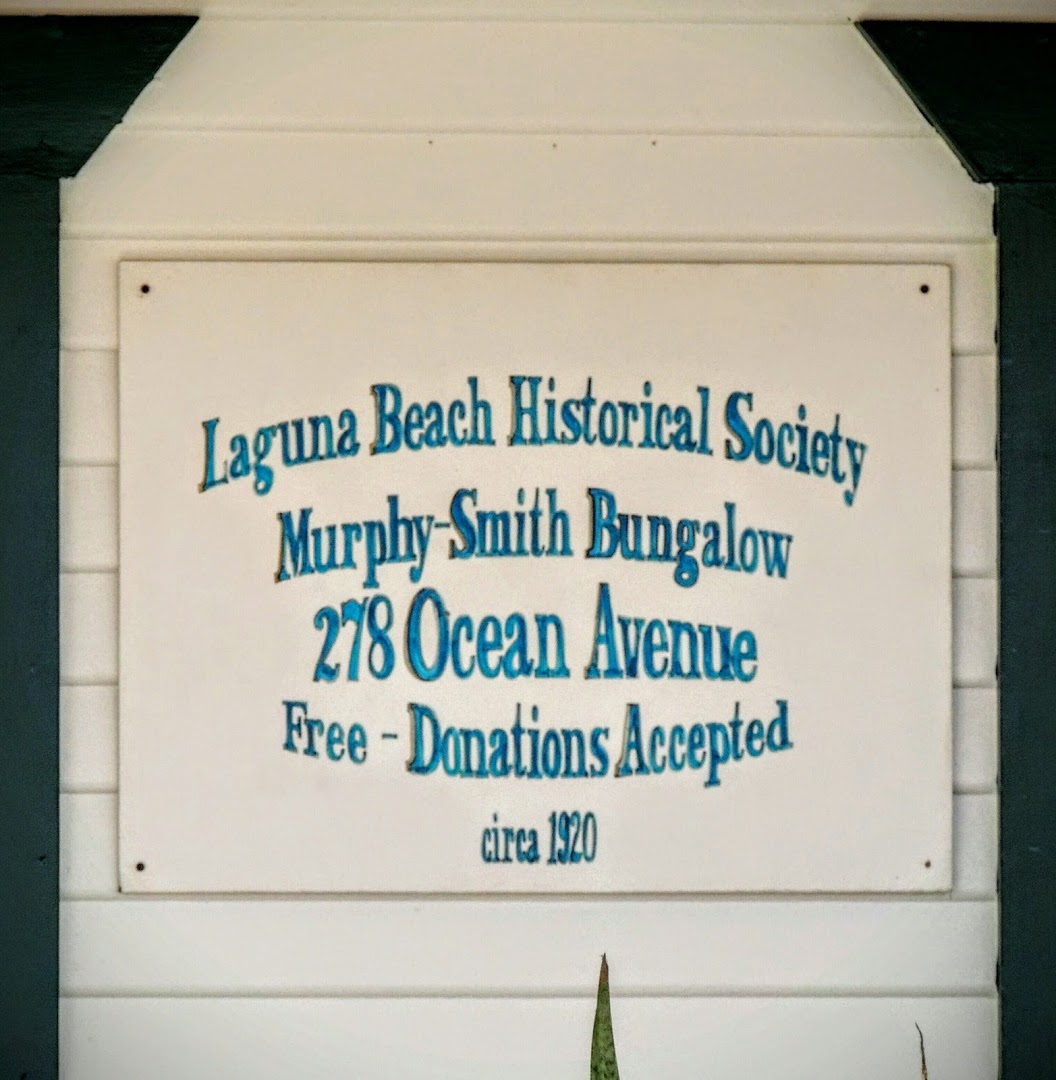 Laguna Beach Historical Society
Murphy-Smith Bungalow
278 Ocean Avenue
Free - Donations Accepted
circa 1920